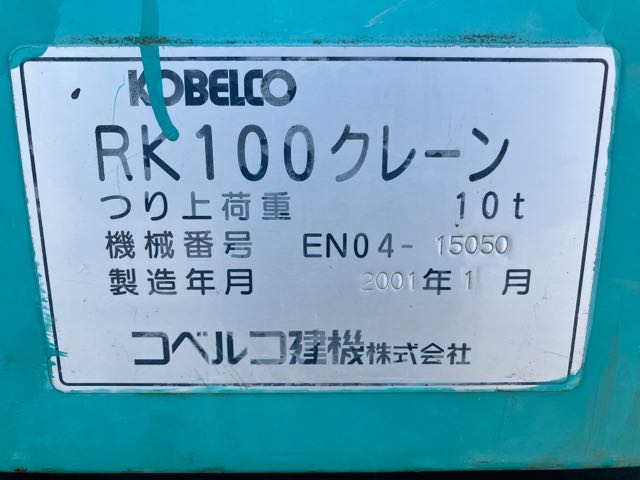 KOBELCO
RK100クレーン
つり上荷重 10t
機械番号 EN04-15050
製造年月 2001年1月
コベルコ建機株式会社